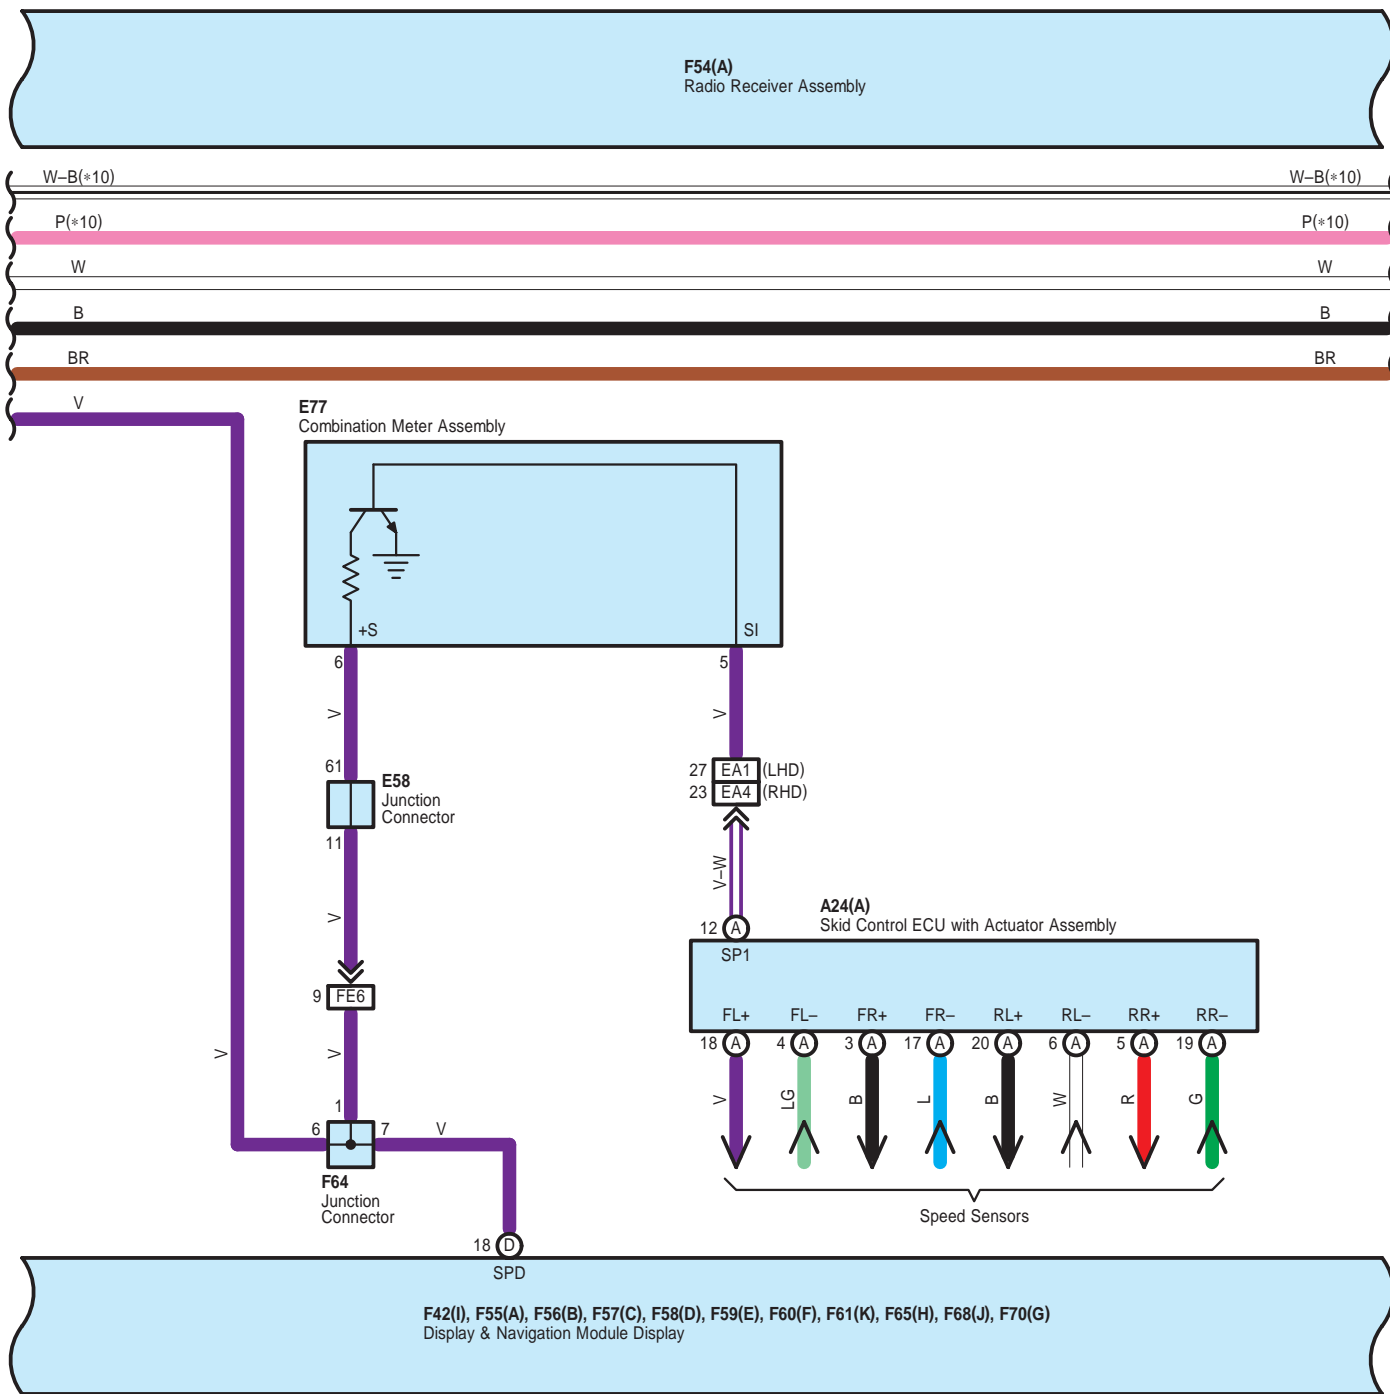 F54(A)
Radio Receiver Assembly
W–B(*10) W–B(*10)
P(*10) P(*10)
W W
B B
BR BR
V
E77
Combination Meter Assembly
+S SI
6 5
V V
61
E58
Junction
Connector
27 EA1 (LHD)
23 EA4 (RHD)
11
V–W
V
A24(A)
Skid Control ECU with Actuator Assembly
12 A
SP1
9 FE6
FL+ FL– FR+ FR– RL+ RL– RR+ RR–
18 A 4 A 3 A 17 A 20 A 6 A 5 A 19 A
V V
V LG B L B W R G
1
6 7 V
F64
Junction
Connector
Speed Sensors
18 D
SPD
F42(I), F55(A), F56(B), F57(C), F58(D), F59(E), F60(F), F61(K), F65(H), F68(J), F70(G)
Display & Navigation Module Display